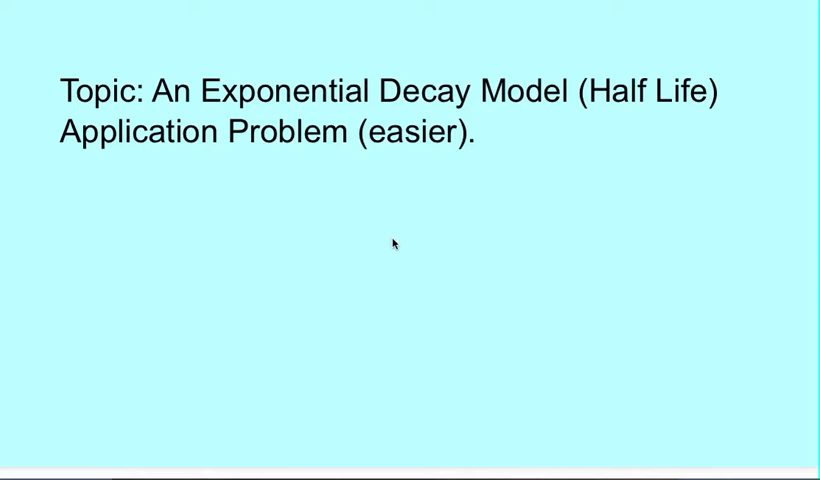 Topic: An Exponential Decay Model (Half Life)
Application Problem (easier).